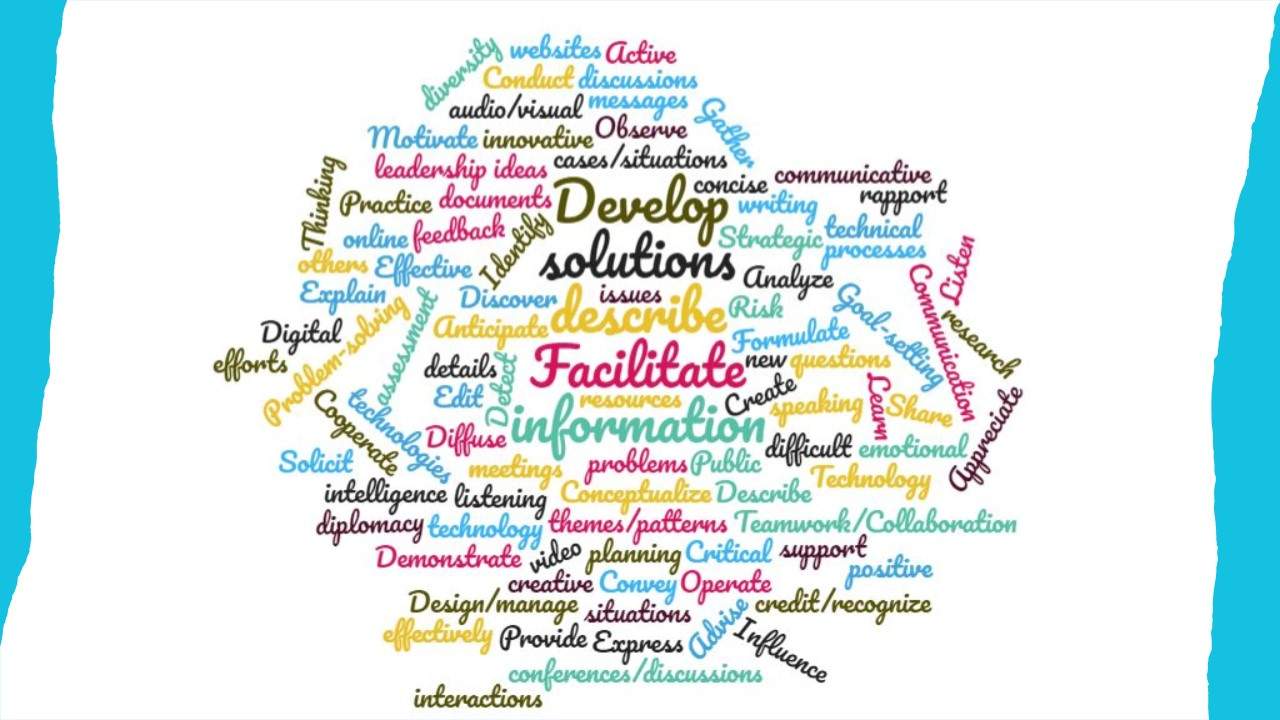 diversity
websites Active
Conduct discussions
audio/visual messages
Gather
Motivate innovative Observe
leadership ideas cases/situations
Thinking
Practice documents Develop concise communicative
rapport
writing
online feedback
Identify
Strategic technical
processes
others Effective solutions Analyze
Listen
Communication
Explain Discover issues
Goal-setting
Problem-solving
assessment
Anticipate describe Risk
research
Digital
Formulate
efforts
details
Detect
Facilitate new questions
technologies
Edit resources Create speaking
Learn
Share
Appreciate
Cooperate
Diffuse information difficult emotional
Solicit meetings problems Public
Technology
intelligence listening Conceptualize Describe
diplomacy technology themes/patterns Teamwork/Collaboration
Demonstrate video planning Critical support
positive
creative Convey Operate
Design/manage situations credit/recognize
Advise
effectively Provide Express
Influence
conferences/discussions
interactions